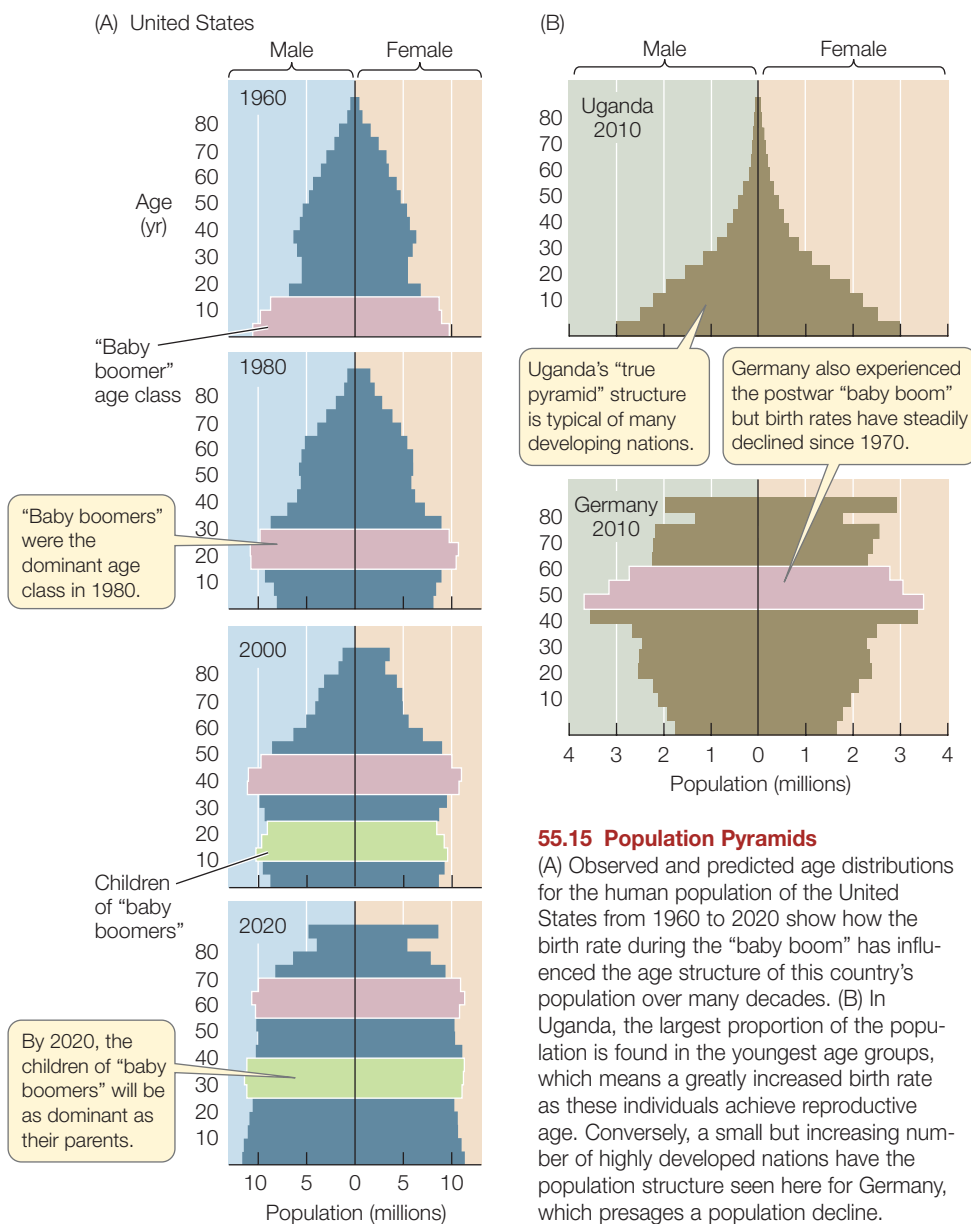 (A) United States
Male
Female
1960
80
70
60
50
40
30
20
10
Age
(yr)
"Baby
boomer"
age class
1980
80
70
60
50
40
30
20
10
"Baby boomers"
were the
dominant age
class in 1980.
2000
80
70
60
50
40
30
20
10
Children
of "baby
boomers"
2020
80
70
60
50
40
30
20
10
By 2020, the
children of "baby
boomers" will be
as dominant as
their parents.
10 5 0 5 10
Population (millions)
(B)
Male
Female
Uganda
2010
80
70
60
50
40
30
20
10
Uganda's "true
pyramid" structure
is typical of many
developing nations.
Germany also experienced
the postwar "baby boom"
but birth rates have steadily
declined since 1970.
Germany
2010
80
70
60
50
40
30
20
10
4 3 2 1 0 2 3 4
Population (millions)
55.15 Population Pyramids
(A) Observed and predicted age distributions
for the human population of the United
States from 1960 to 2020 show how the
birth rate during the "baby boom" has influ-
enced the age structure of this country's
population over many decades. (B) In
Uganda, the largest proportion of the popu-
lation is found in the youngest age groups,
which means a greatly increased birth rate
as these individuals achieve reproductive
age. Conversely, a small but increasing num-
ber of highly developed nations have the
population structure seen here for Germany,
which presages a population decline.